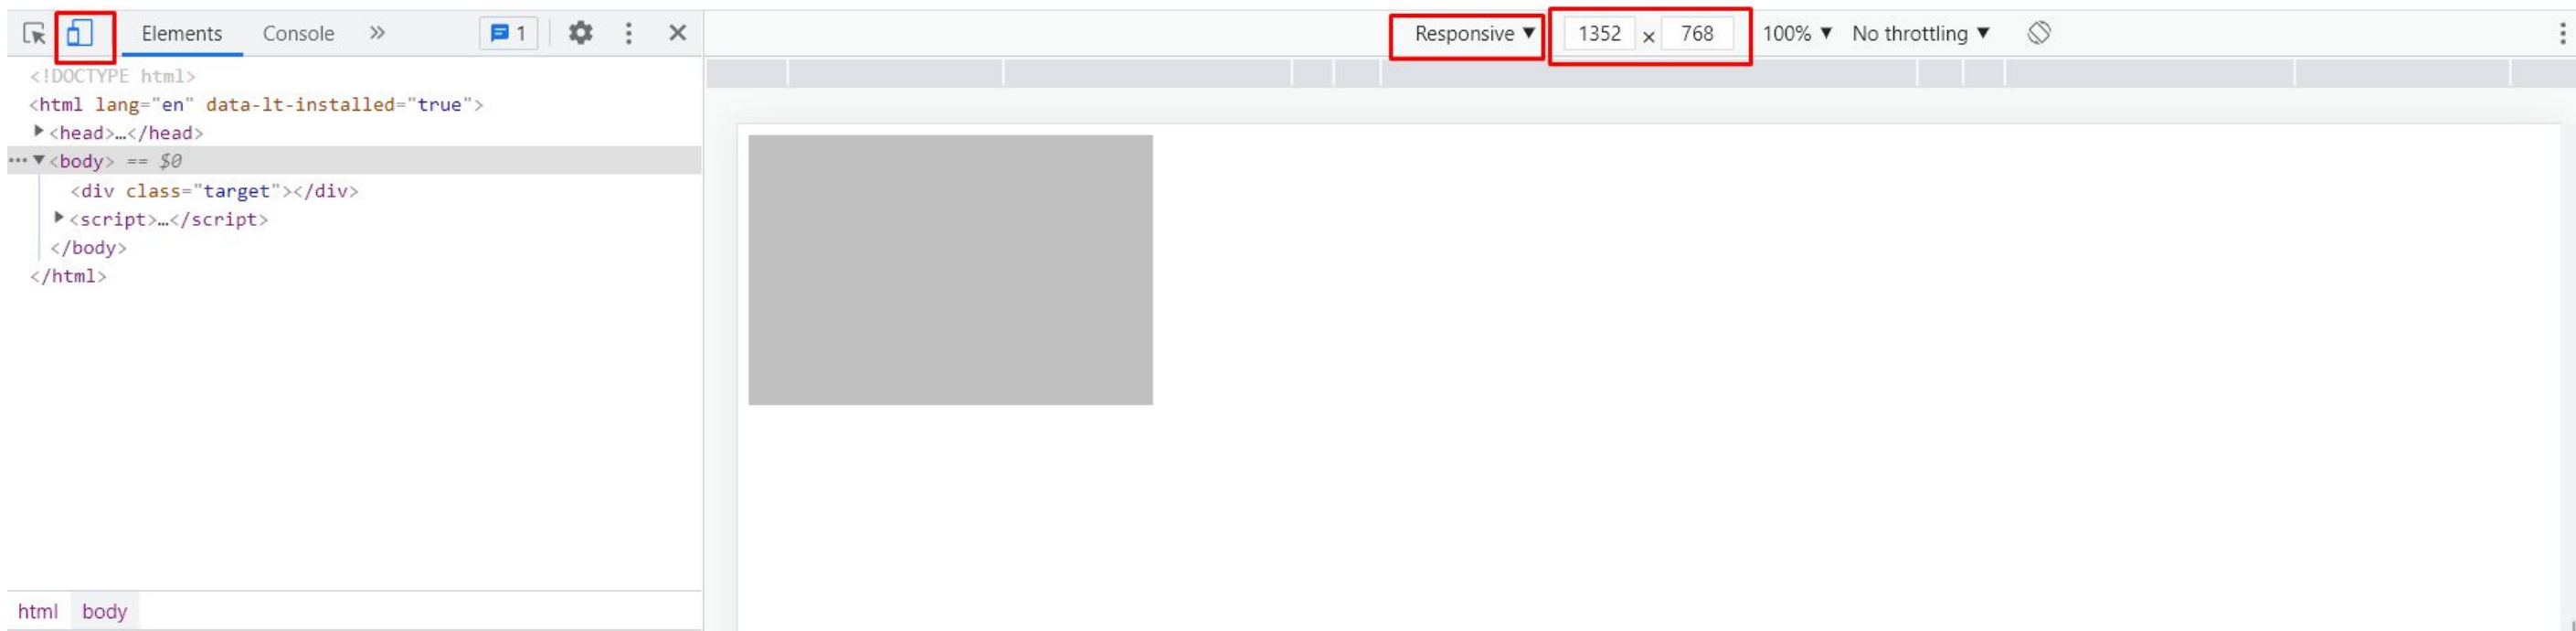 Elements Console » 1 Responsive ▼ 1352 × 768 100% ▼ No throttling ▼
<!DOCTYPE html>
<html lang="en" data-lt-installed="true">
<head>…</head>
<body> == $0
<div class="target"></div>
<script>…</script>
</body>
</html>
html body